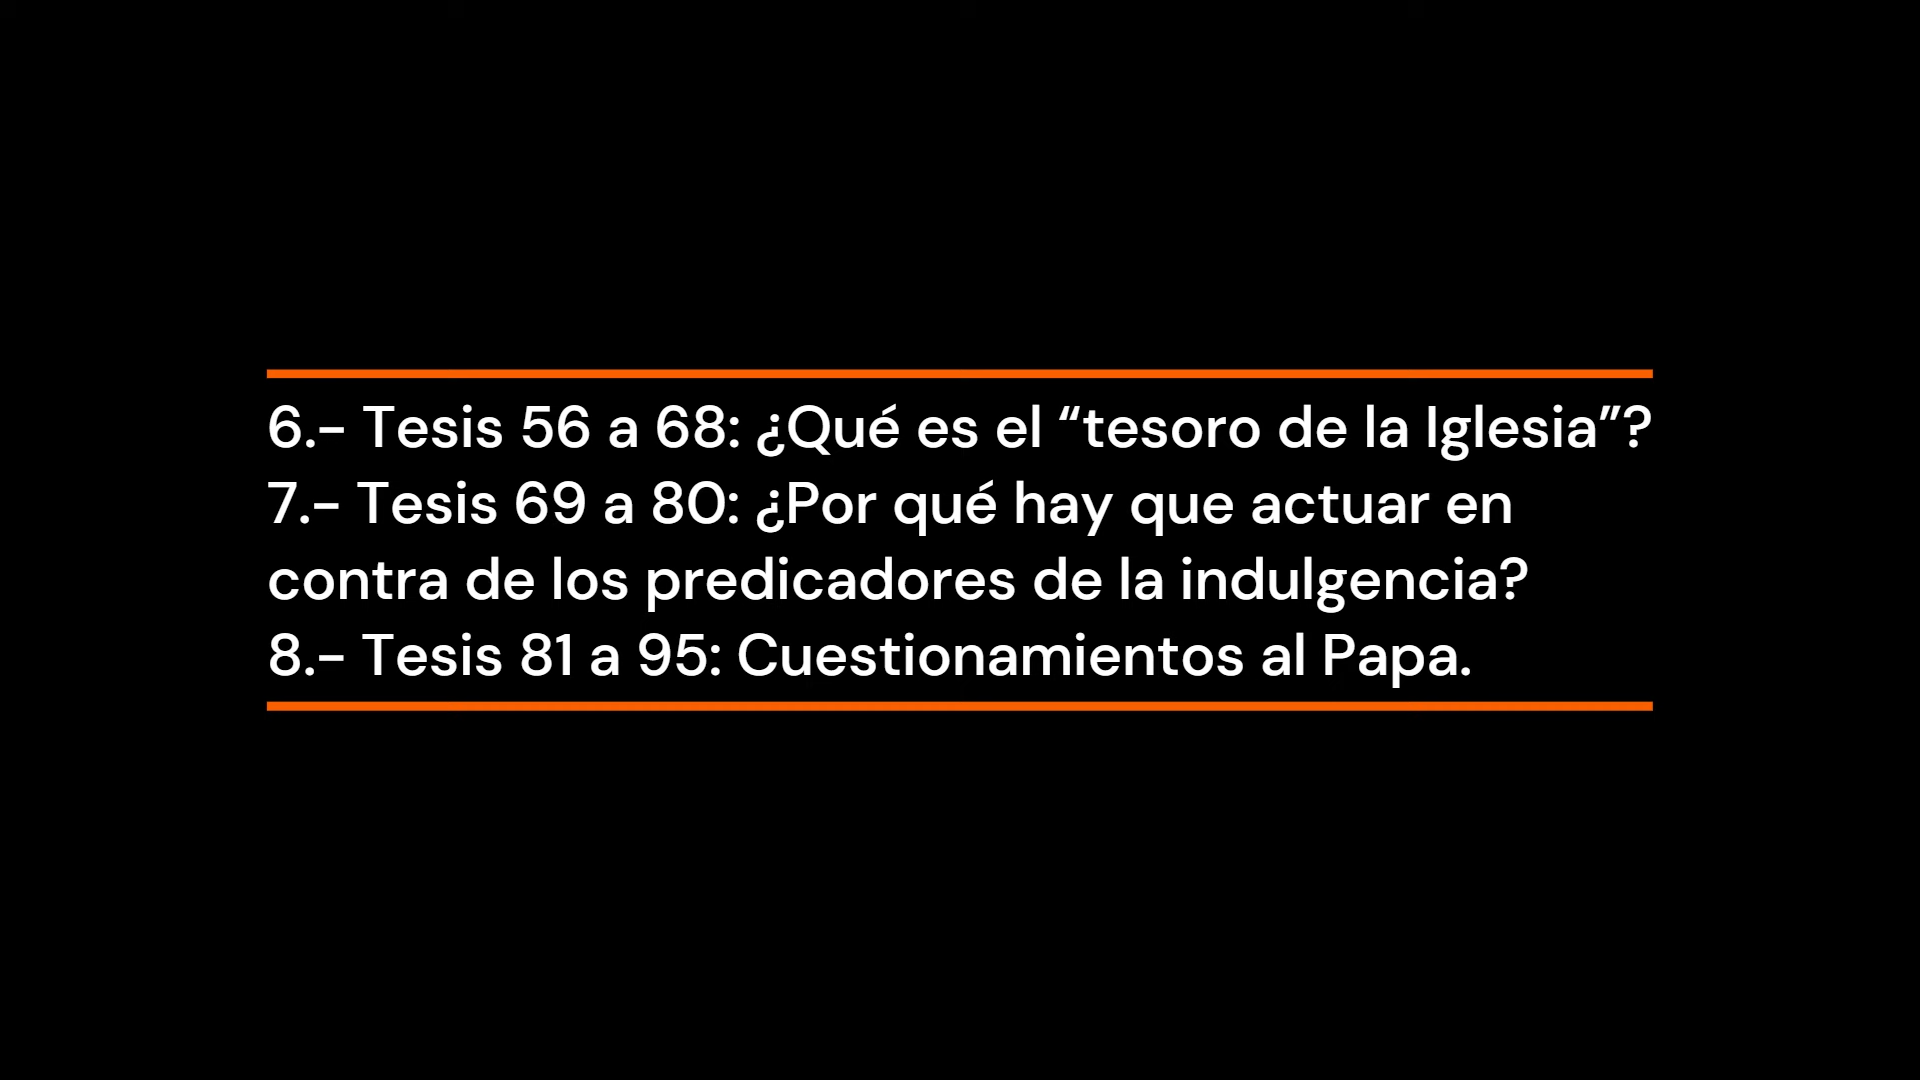 6.- Tesis 56 a 68: ¿Qué es el “tesoro de la Iglesia”?
7.- Tesis 69 a 80: ¿Por qué hay que actuar en
contra de los predicadores de la indulgencia?
8.- Tesis 81 a 95: Cuestionamientos al Papa.